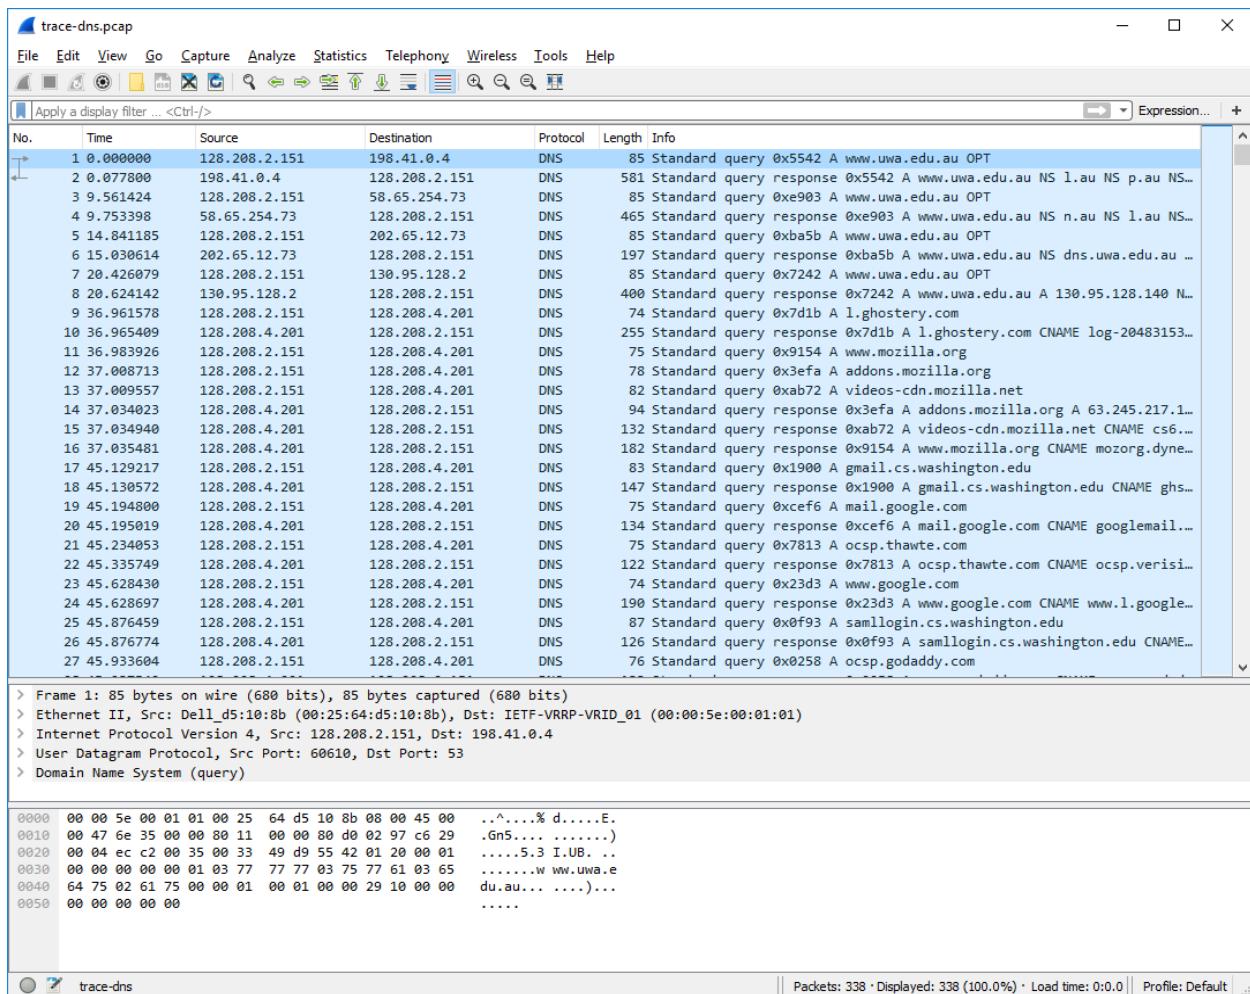 trace-dns.pcap
File Edit View Go Capture Analyze Statistics Telephony Wireless Tools Help
Apply a display filter ... <Ctrl-/> Expression... +
No. Time Source Destination Protocol Length Info
1 0.000000 128.208.2.151 198.41.0.4 DNS 85 Standard query 0x5542 A www.uwa.edu.au OPT
2 0.077800 198.41.0.4 128.208.2.151 DNS 581 Standard query response 0x5542 A www.uwa.edu.au NS l.au NS p.au NS…
3 9.561424 128.208.2.151 58.65.254.73 DNS 85 Standard query 0xe903 A www.uwa.edu.au OPT
4 9.753398 58.65.254.73 128.208.2.151 DNS 465 Standard query response 0xe903 A www.uwa.edu.au NS n.au NS l.au NS…
5 14.841185 128.208.2.151 202.65.12.73 DNS 85 Standard query 0xba5b A www.uwa.edu.au OPT
6 15.030614 202.65.12.73 128.208.2.151 DNS 197 Standard query response 0xba5b A www.uwa.edu.au NS dns.uwa.edu.au …
7 20.426079 128.208.2.151 130.95.128.2 DNS 85 Standard query 0x7242 A www.uwa.edu.au OPT
8 20.624142 130.95.128.2 128.208.2.151 DNS 400 Standard query response 0x7242 A www.uwa.edu.au A 130.95.128.140 N…
9 36.961578 128.208.2.151 128.208.4.201 DNS 74 Standard query 0x7d1b A l.ghostery.com
10 36.965409 128.208.4.201 128.208.2.151 DNS 255 Standard query response 0x7d1b A l.ghostery.com CNAME log-20483153…
11 36.983926 128.208.2.151 128.208.4.201 DNS 75 Standard query 0x9154 A www.mozilla.org
12 37.008713 128.208.2.151 128.208.4.201 DNS 78 Standard query 0x3efa A addons.mozilla.org
13 37.009557 128.208.2.151 128.208.4.201 DNS 82 Standard query 0xab72 A videos-cdn.mozilla.net
14 37.034023 128.208.4.201 128.208.2.151 DNS 94 Standard query response 0x3efa A addons.mozilla.org A 63.245.217.1…
15 37.034940 128.208.4.201 128.208.2.151 DNS 132 Standard query response 0xab72 A videos-cdn.mozilla.net CNAME cs6.…
16 37.035481 128.208.4.201 128.208.2.151 DNS 182 Standard query response 0x9154 A www.mozilla.org CNAME mozorg.dyne…
17 45.129217 128.208.2.151 128.208.4.201 DNS 83 Standard query 0x1900 A gmail.cs.washington.edu
18 45.130572 128.208.4.201 128.208.2.151 DNS 147 Standard query response 0x1900 A gmail.cs.washington.edu CNAME ghs…
19 45.194800 128.208.2.151 128.208.4.201 DNS 75 Standard query 0xcef6 A mail.google.com
20 45.195019 128.208.4.201 128.208.2.151 DNS 134 Standard query response 0xcef6 A mail.google.com CNAME googlemail.…
21 45.234053 128.208.2.151 128.208.4.201 DNS 75 Standard query 0x7813 A ocsp.thawte.com
22 45.335749 128.208.4.201 128.208.2.151 DNS 122 Standard query response 0x7813 A ocsp.thawte.com CNAME ocsp.verisi…
23 45.628430 128.208.2.151 128.208.4.201 DNS 74 Standard query 0x23d3 A www.google.com
24 45.628697 128.208.4.201 128.208.2.151 DNS 190 Standard query response 0x23d3 A www.google.com CNAME www.l.google…
25 45.876459 128.208.2.151 128.208.4.201 DNS 87 Standard query 0x0f93 A samllogin.cs.washington.edu
26 45.876774 128.208.4.201 128.208.2.151 DNS 126 Standard query response 0x0f93 A samllogin.cs.washington.edu CNAME…
27 45.933604 128.208.2.151 128.208.4.201 DNS 76 Standard query 0x0258 A ocsp.godaddy.com
Frame 1: 85 bytes on wire (680 bits), 85 bytes captured (680 bits)
Ethernet II, Src: Dell_d5:10:8b (00:25:64:d5:10:8b), Dst: IETF-VRRP-VRID_01 (00:00:5e:00:01:01)
Internet Protocol Version 4, Src: 128.208.2.151, Dst: 198.41.0.4
User Datagram Protocol, Src Port: 60610, Dst Port: 53
Domain Name System (query)
0000 00 00 5e 00 01 01 00 25 64 d5 10 8b 08 00 45 00 ..^....% d.....E.
0010 00 47 6e 35 00 00 80 11 00 00 80 d0 02 97 c6 29 .Gn5.... .......)
0020 00 04 ec c2 00 35 00 33 49 d9 55 42 01 20 00 01 .....5.3 I.UB. ..
0030 00 00 00 00 00 01 03 77 77 77 03 75 77 61 03 65 .......w ww.uwa.e
0040 64 75 02 61 75 00 00 01 00 01 00 00 29 10 00 00 du.au... ....)...
0050 00 00 00 00 00 .....
trace-dns Packets: 338 · Displayed: 338 (100.0%) · Load time: 0:0.0 Profile: Default